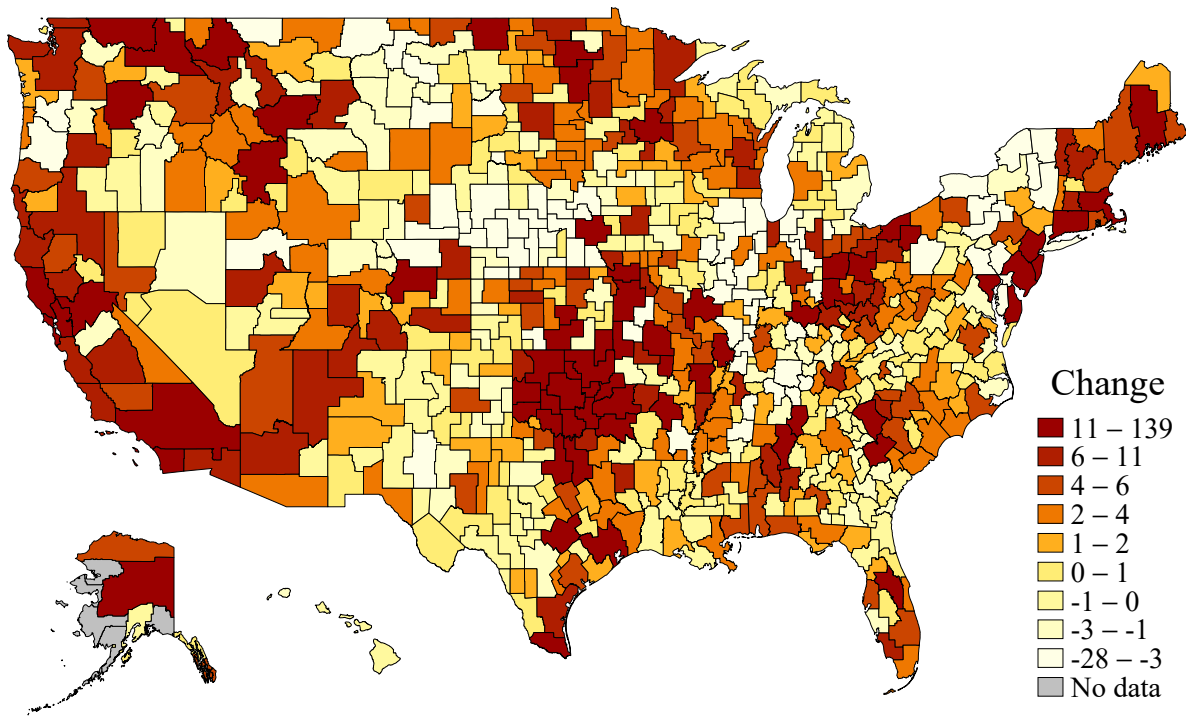 Change
11 – 139
6 – 11
4 – 6
2 – 4
1 – 2
0 – 1
-1 – 0
-3 – -1
-28 – -3
No data